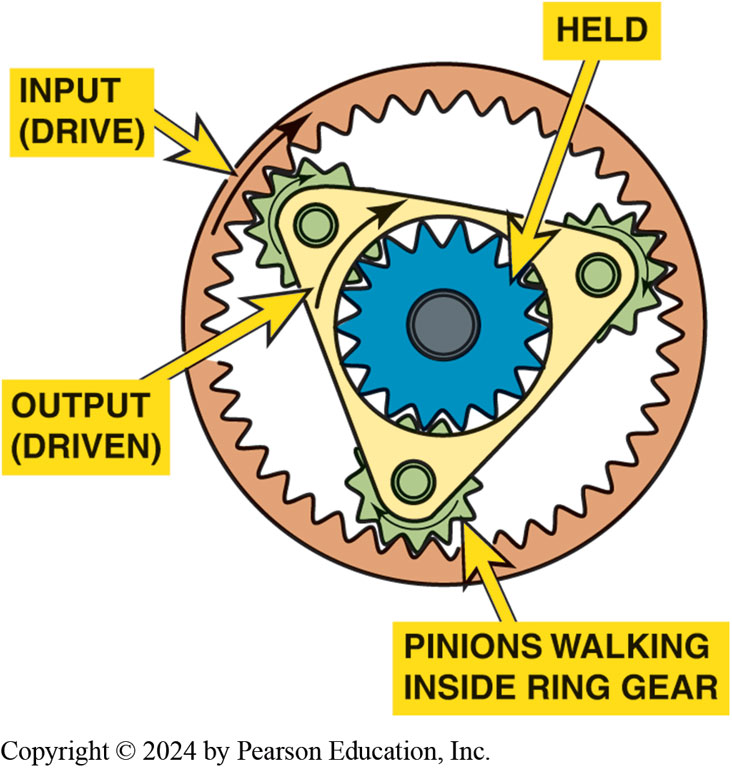 HELD
INPUT
(DRIVE)
OUTPUT
(DRIVEN)
PINIONS WALKING
INSIDE RING GEAR
Copyright © 2024 by Pearson Education, Inc.